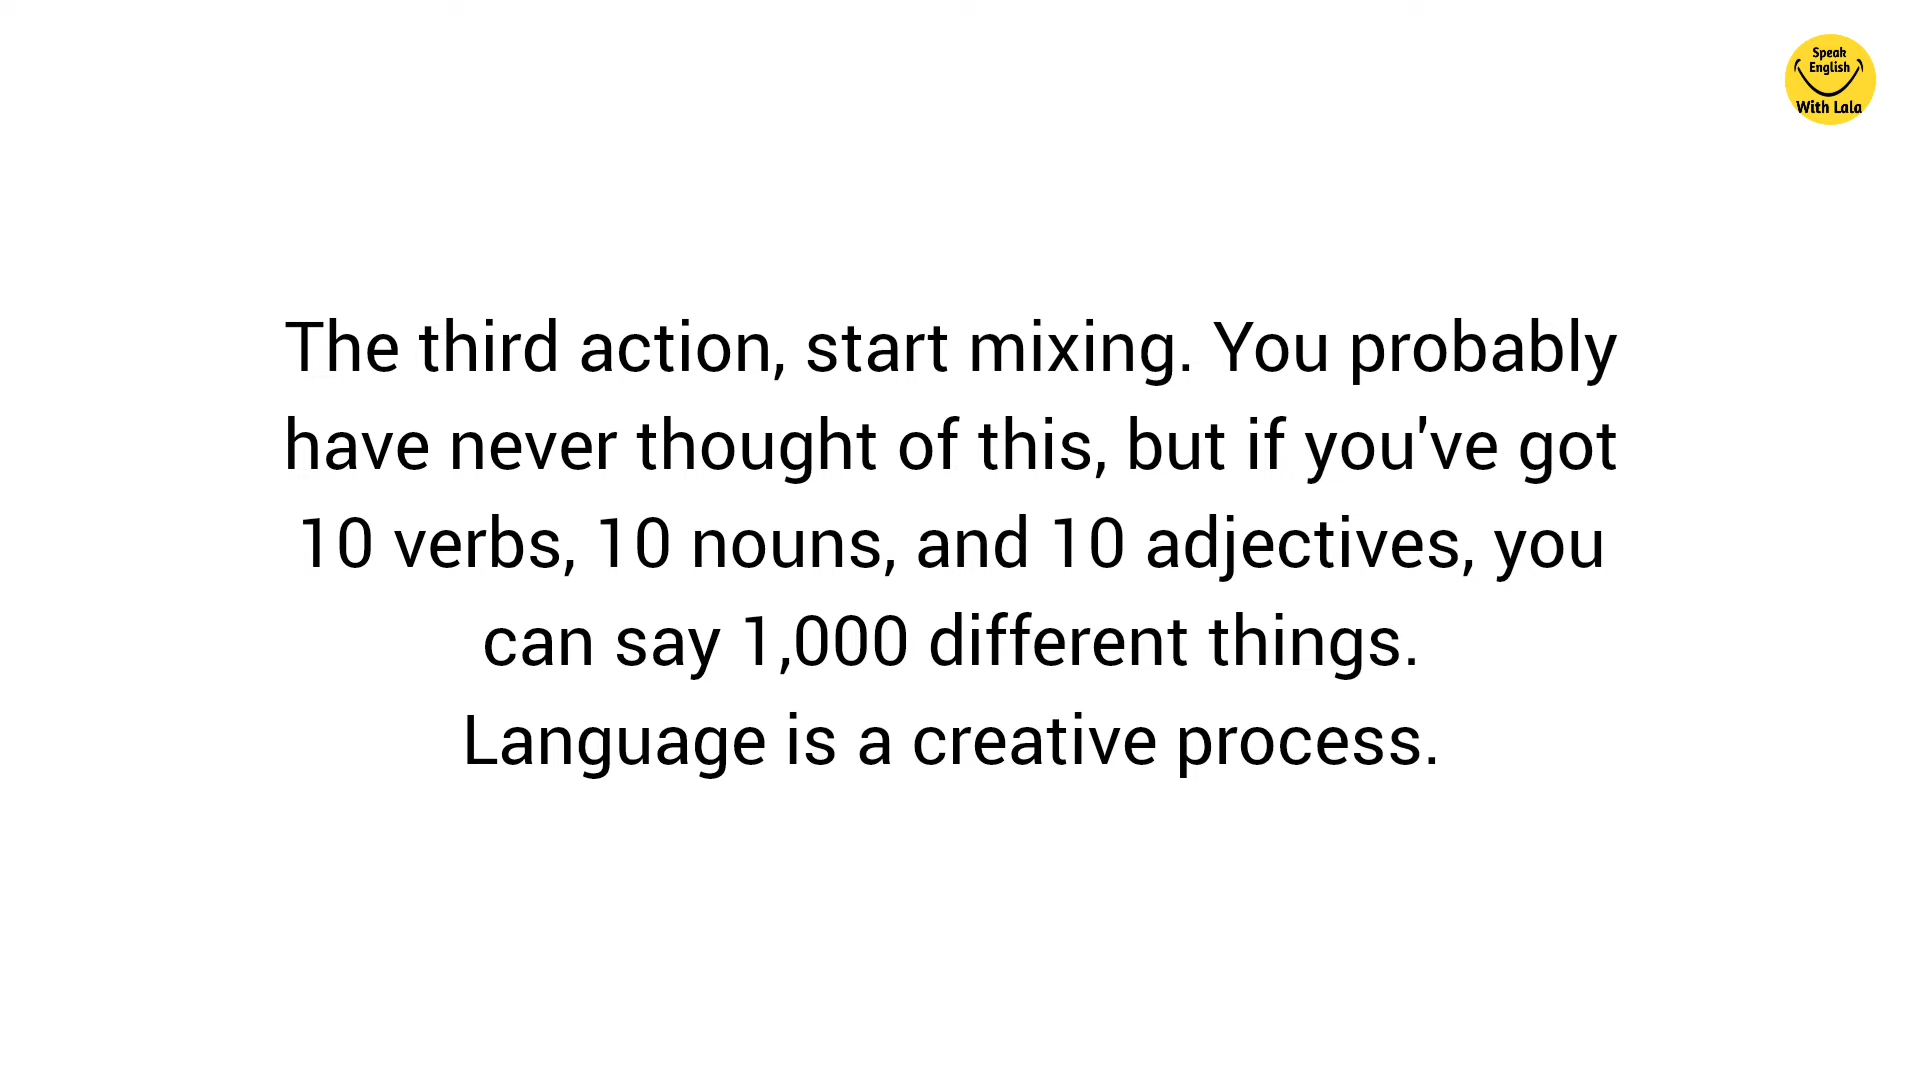 Speak
English
With Lala
The third action, start mixing. You probably
have never thought of this, but if you've got
10 verbs, 10 nouns, and 10 adjectives, you
can say 1,000 different things.
Language is a creative process.